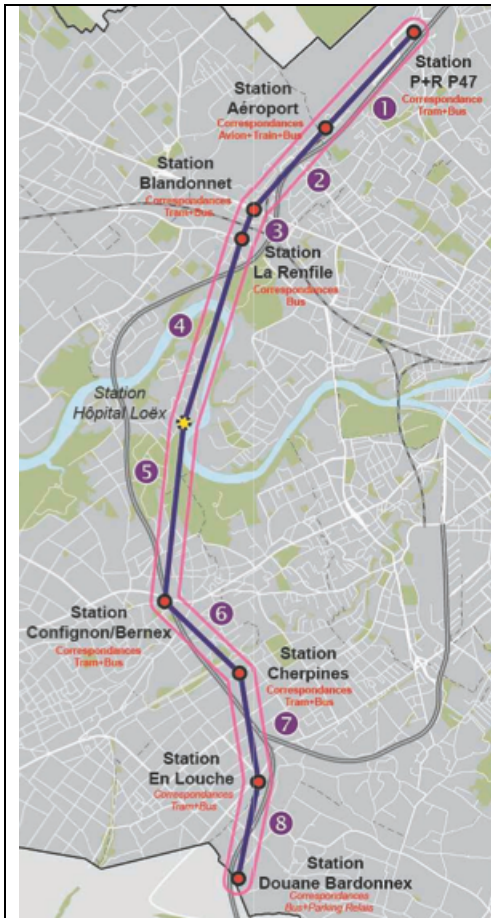 Station
P+R P47
Correspondance
Tram+Bus
1
Station
Aéroport
Correspondances
Avion+Train+Bus
2
Station
Blandonnet
Correspondances
Tram+Bus
3
Station
La Renfile
Correspondances
Bus
4
Station
Hôpital Loëx
5
6
Station
Confignon/Bernex
Correspondances
Tram+Bus
Station
Cherpines
Correspondances
Tram+Bus
7
Station
En Louche
Correspondances
Tram+Bus
8
Station
Douane Bardonnex
Correspondances
Bus+Parking Relais